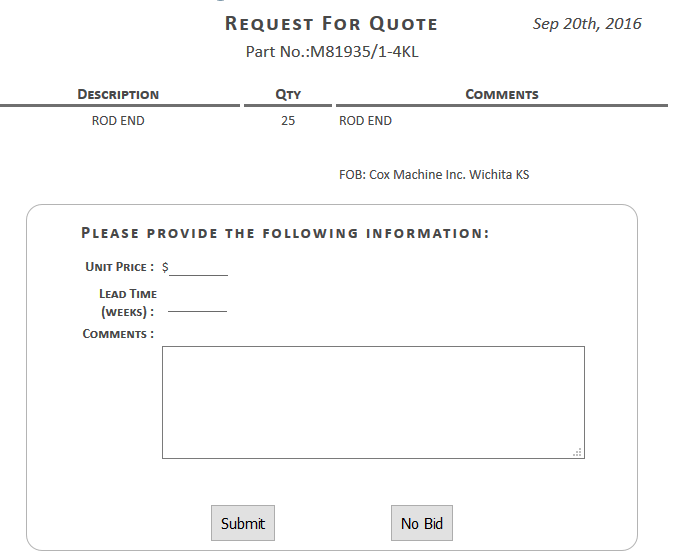 Request For Quote
Sep 20th, 2016
Part No.:M81935/1-4KL
Description Qty Comments
ROD END 25 ROD END
FOB: Cox Machine Inc. Wichita KS
Please provide the following information:
Unit Price : $
Lead Time
(weeks) :
Comments :
Submit No Bid